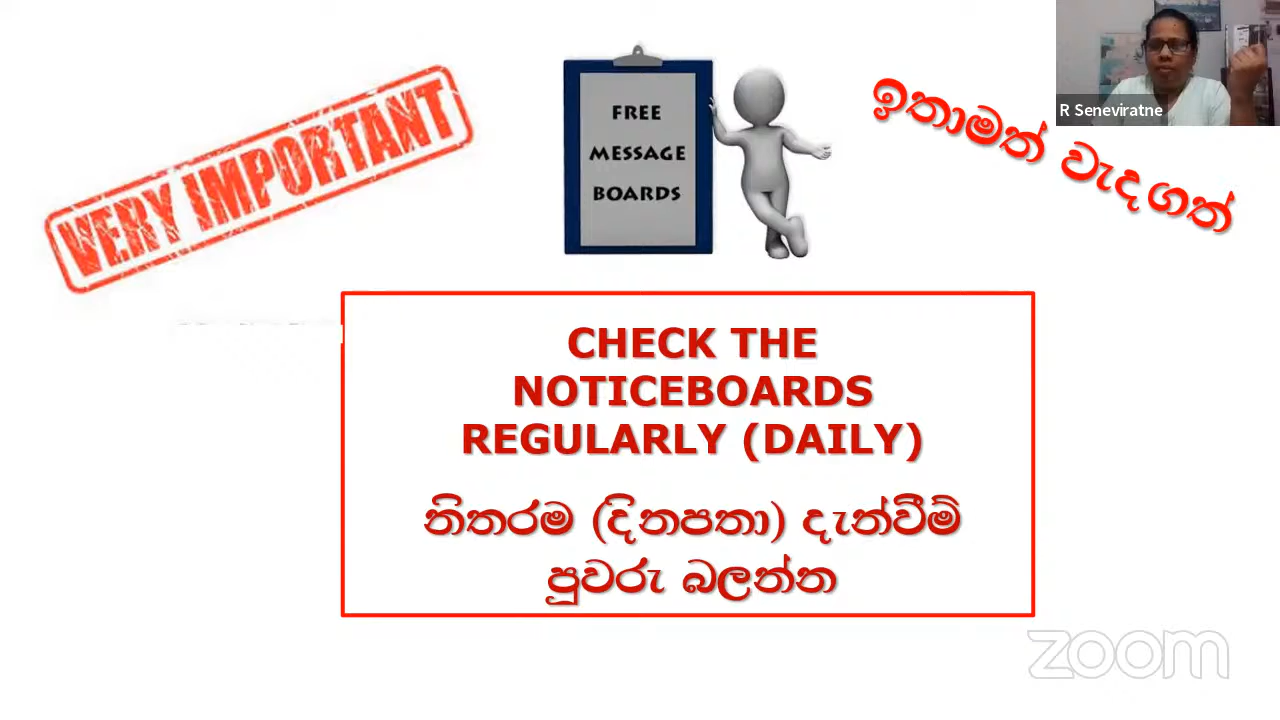 VERY IMPORTANT
FREE
MESSAGE
BOARDS
ඉතාමත් වැදගත්
R Seneviratne
CHECK THE
NOTICEBOARDS
REGULARLY (DAILY)
නිතරම (දිනපතා) දැන්වීම්
පුවරු බලන්න
zoom